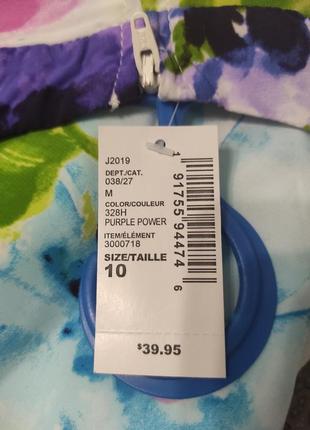 J2019
DEPT./CAT.
038/27
M
COLOR/COULEUR
328H
PURPLE POWER
ITEM/ÉLÉMENT
3000718
SIZE/TAILLE
10
1 91755 94474 6
$39.95